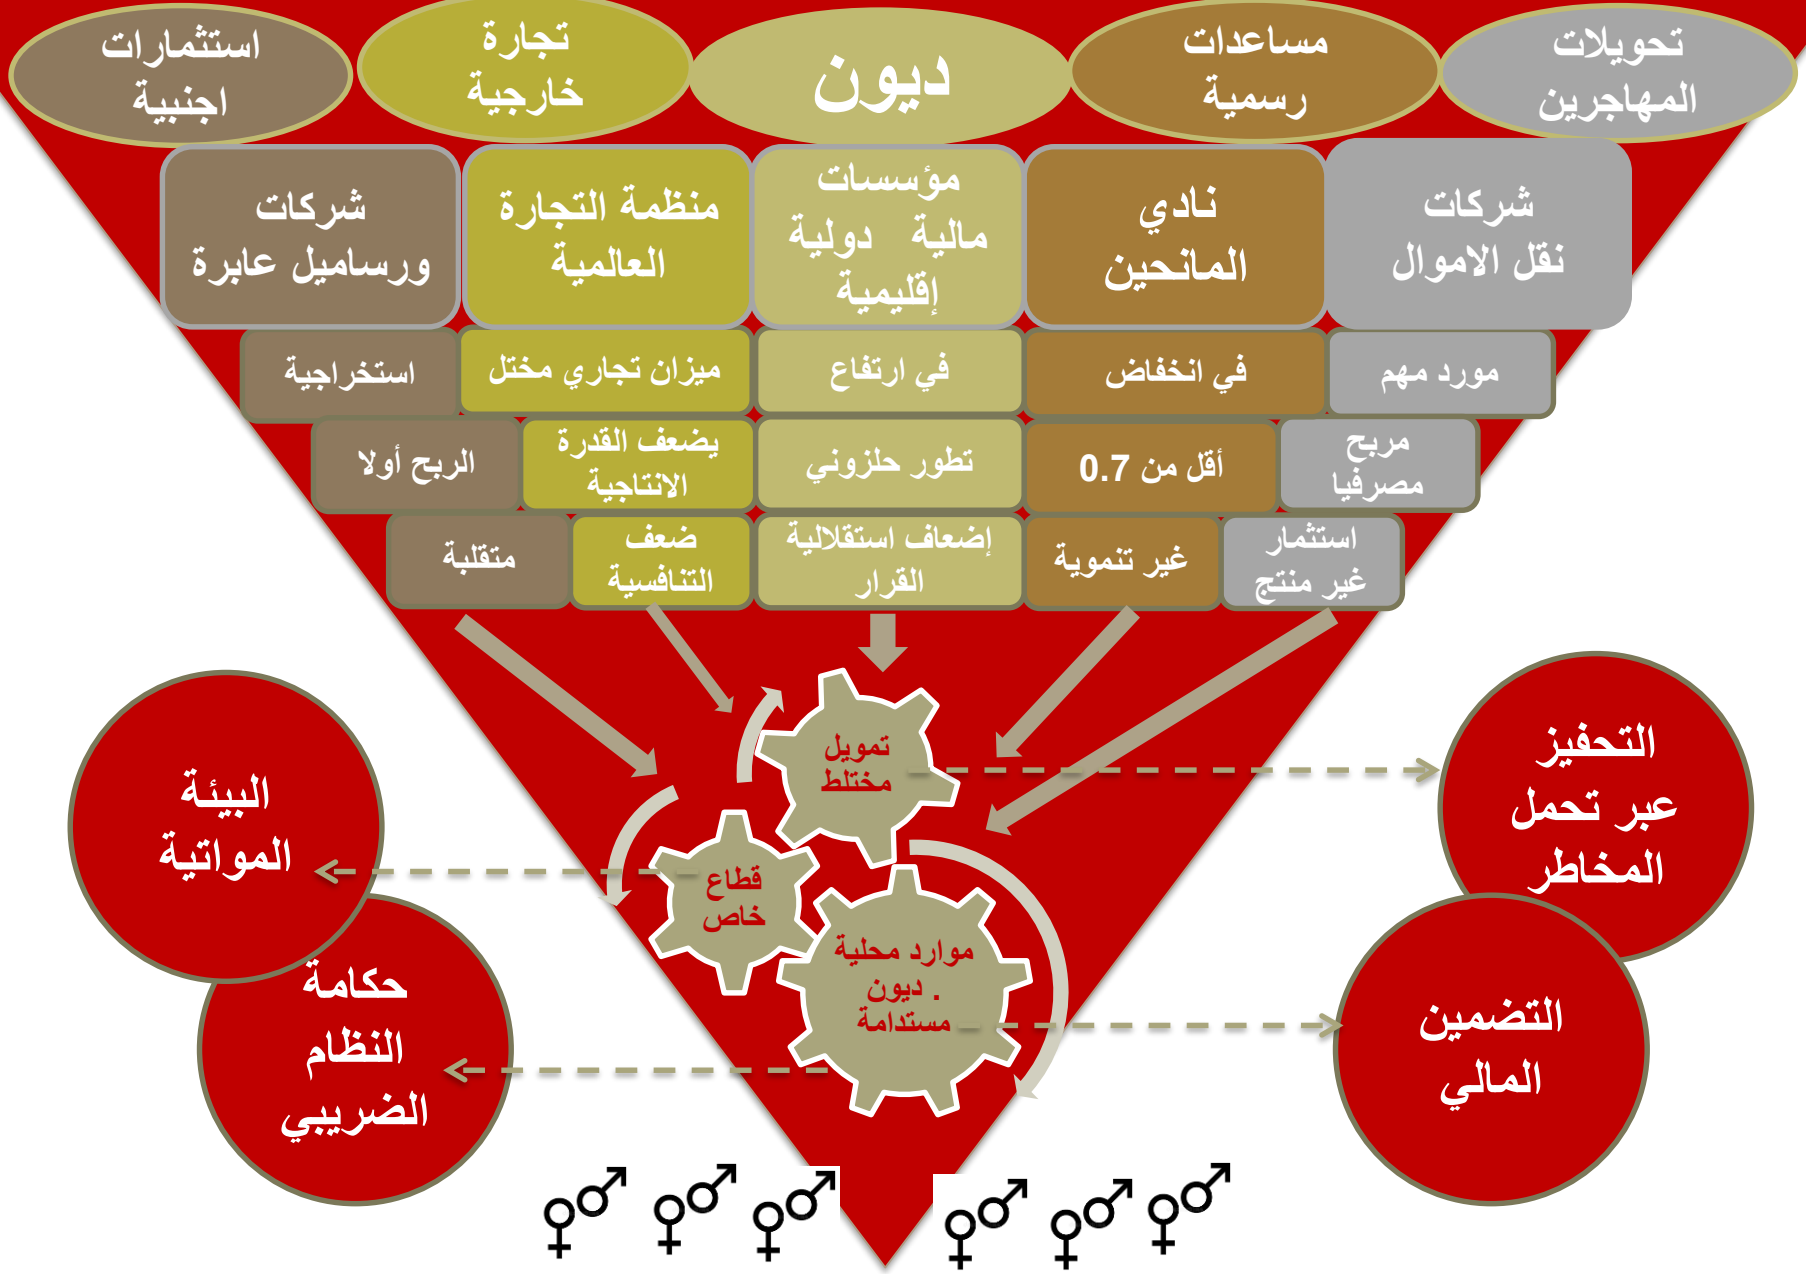 تحويلات
المهاجرين
مساعدات
رسمية
ديون
تجارة
خارجية
استثمارات
اجنبية
شركات
نقل الاموال
نادي
المانحين
مؤسسات
مالية دولية
إقليمية
منظمة التجارة
العالمية
شركات
ورساميل عابرة
مورد مهم
في انخفاض
في ارتفاع
ميزان تجاري مختل
استخراجية
مربح
مصرفيا
أقل من 0.7
تطور حلزوني
يضعف القدرة
الانتاجية
الربح أولا
استثمار
غير منتج
غير تنموية
إضعاف استقلالية
القرار
ضعف
التنافسية
متقلبة
تمويل
مختلط
قطاع
خاص
موارد محلية
. ديون
مستدامة
التحفيز
عبر تحمل
المخاطر
التضمين
المالي
البيئة
المواتية
حكامة
النظام
الضريبي